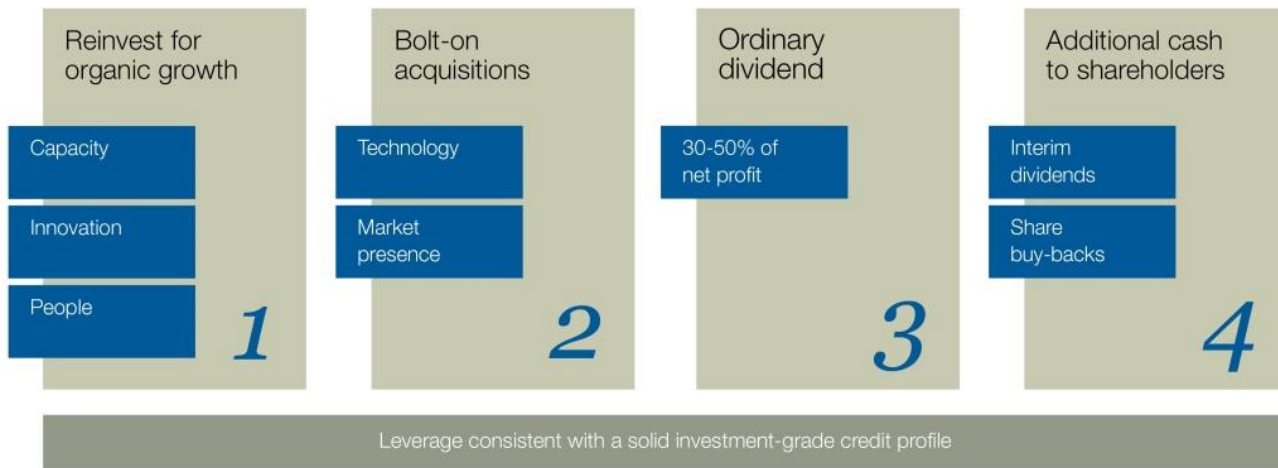 Reinvest for
organic growth
Capacity
Innovation
People
1
Bolt-on
acquisitions
Technology
Market
presence
2
Ordinary
dividend
30-50% of
net profit
3
Additional cash
to shareholders
Interim
dividends
Share
buy-backs
4
Leverage consistent with a solid investment-grade credit profile